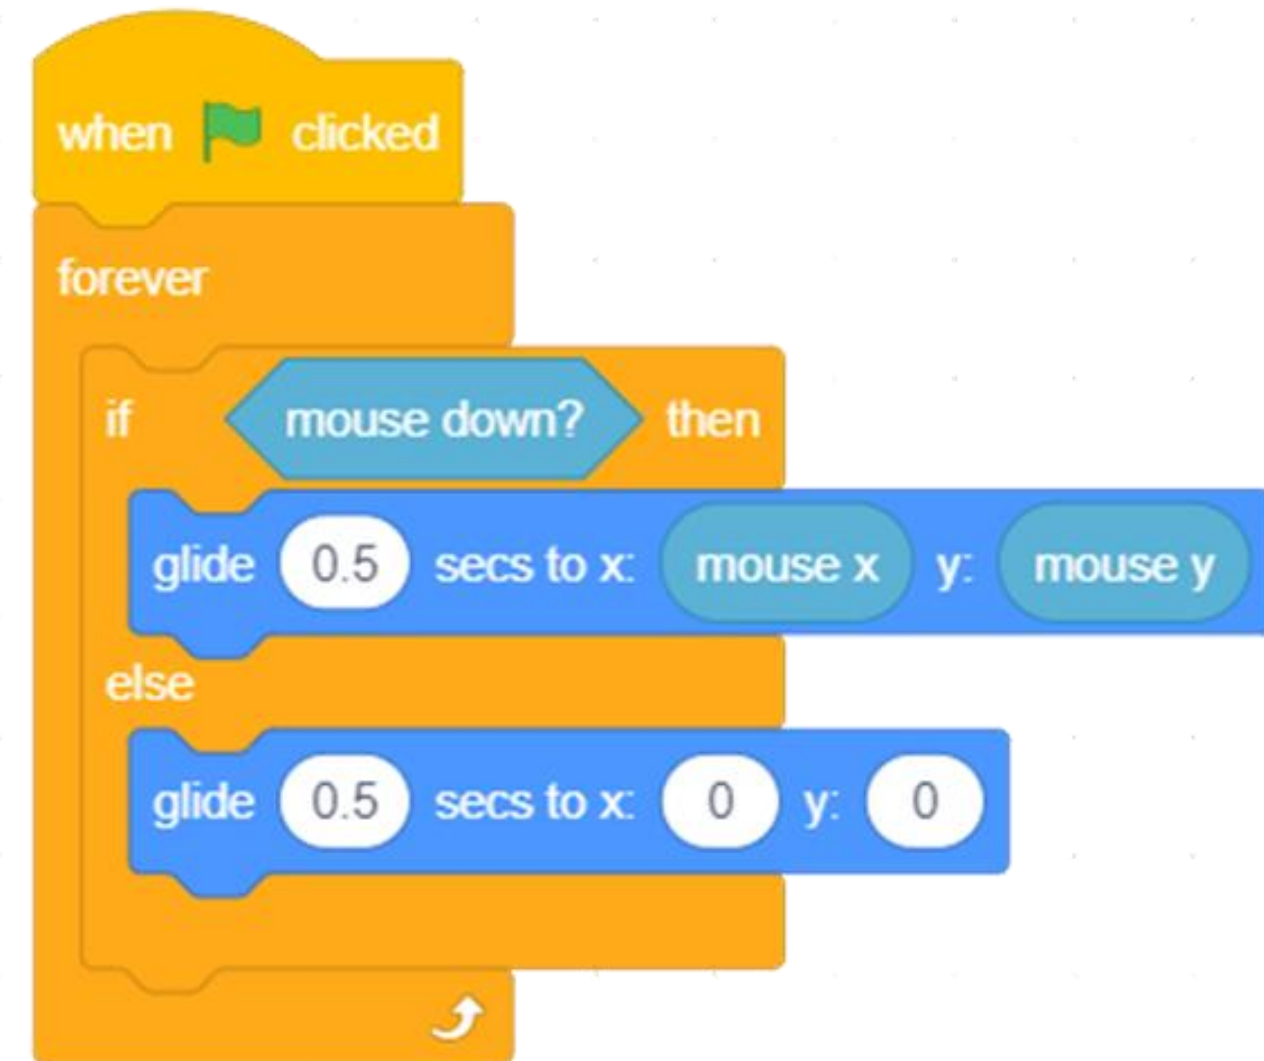 when clicked
forever
if mouse down? then
glide 0.5 secs to x: mouse x y: mouse y
else
glide 0.5 secs to x: 0 y: 0